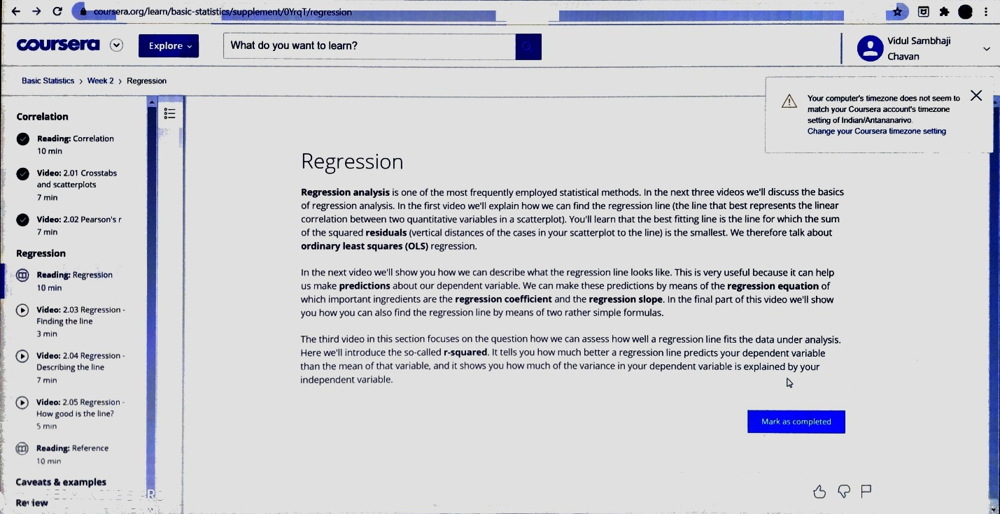 coursera.org/learn/basic-statistics/supplement/0YrqT/regression
coursera
Explore
What do you want to learn?
Vidul Sambhaji
Chavan
Basic Statistics > Week 2 > Regression
Your computer's timezone does not seem to
match your Coursera account's timezone
setting of Indian/Antananarivo.
Change your Coursera timezone setting
Correlation
Reading: Correlation
10 min
Video: 2.01 Crosstabs
and scatterplots
7 min
Video: 2.02 Pearson's r
7 min
Regression
Reading: Regression
10 min
Video: 2.03 Regression -
Finding the line
3 min
Video: 2.04 Regression -
Describing the line
7 min
Video: 2.05 Regression -
How good is the line?
5 min
Reading: Reference
10 min
Caveats & examples
Review
Regression
Regression analysis is one of the most frequently employed statistical methods. In the next three videos we'll discuss the basics
of regression analysis. In the first video we'll explain how we can find the regression line (the line that best represents the linear
correlation between two quantitative variables in a scatterplot). You'll learn that the best fitting line is the line for which the sum
of the squared residuals (vertical distances of the cases in your scatterplot to the line) is the smallest. We therefore talk about
ordinary least squares (OLS) regression.
In the next video we'll show you how we can describe what the regression line looks like. This is very useful because it can help
us make predictions about our dependent variable. We can make these predictions by means of the regression equation of
which important ingredients are the regression coefficient and the regression slope. In the final part of this video we'll show
you how you can also find the regression line by means of two rather simple formulas.
The third video in this section focuses on the question how we can assess how well a regression line fits the data under analysis.
Here we'll introduce the so-called r-squared. It tells you how much better a regression line predicts your dependent variable
than the mean of that variable, and it shows you how much of the variance in your dependent variable is explained by your
independent variable.
Mark as completed